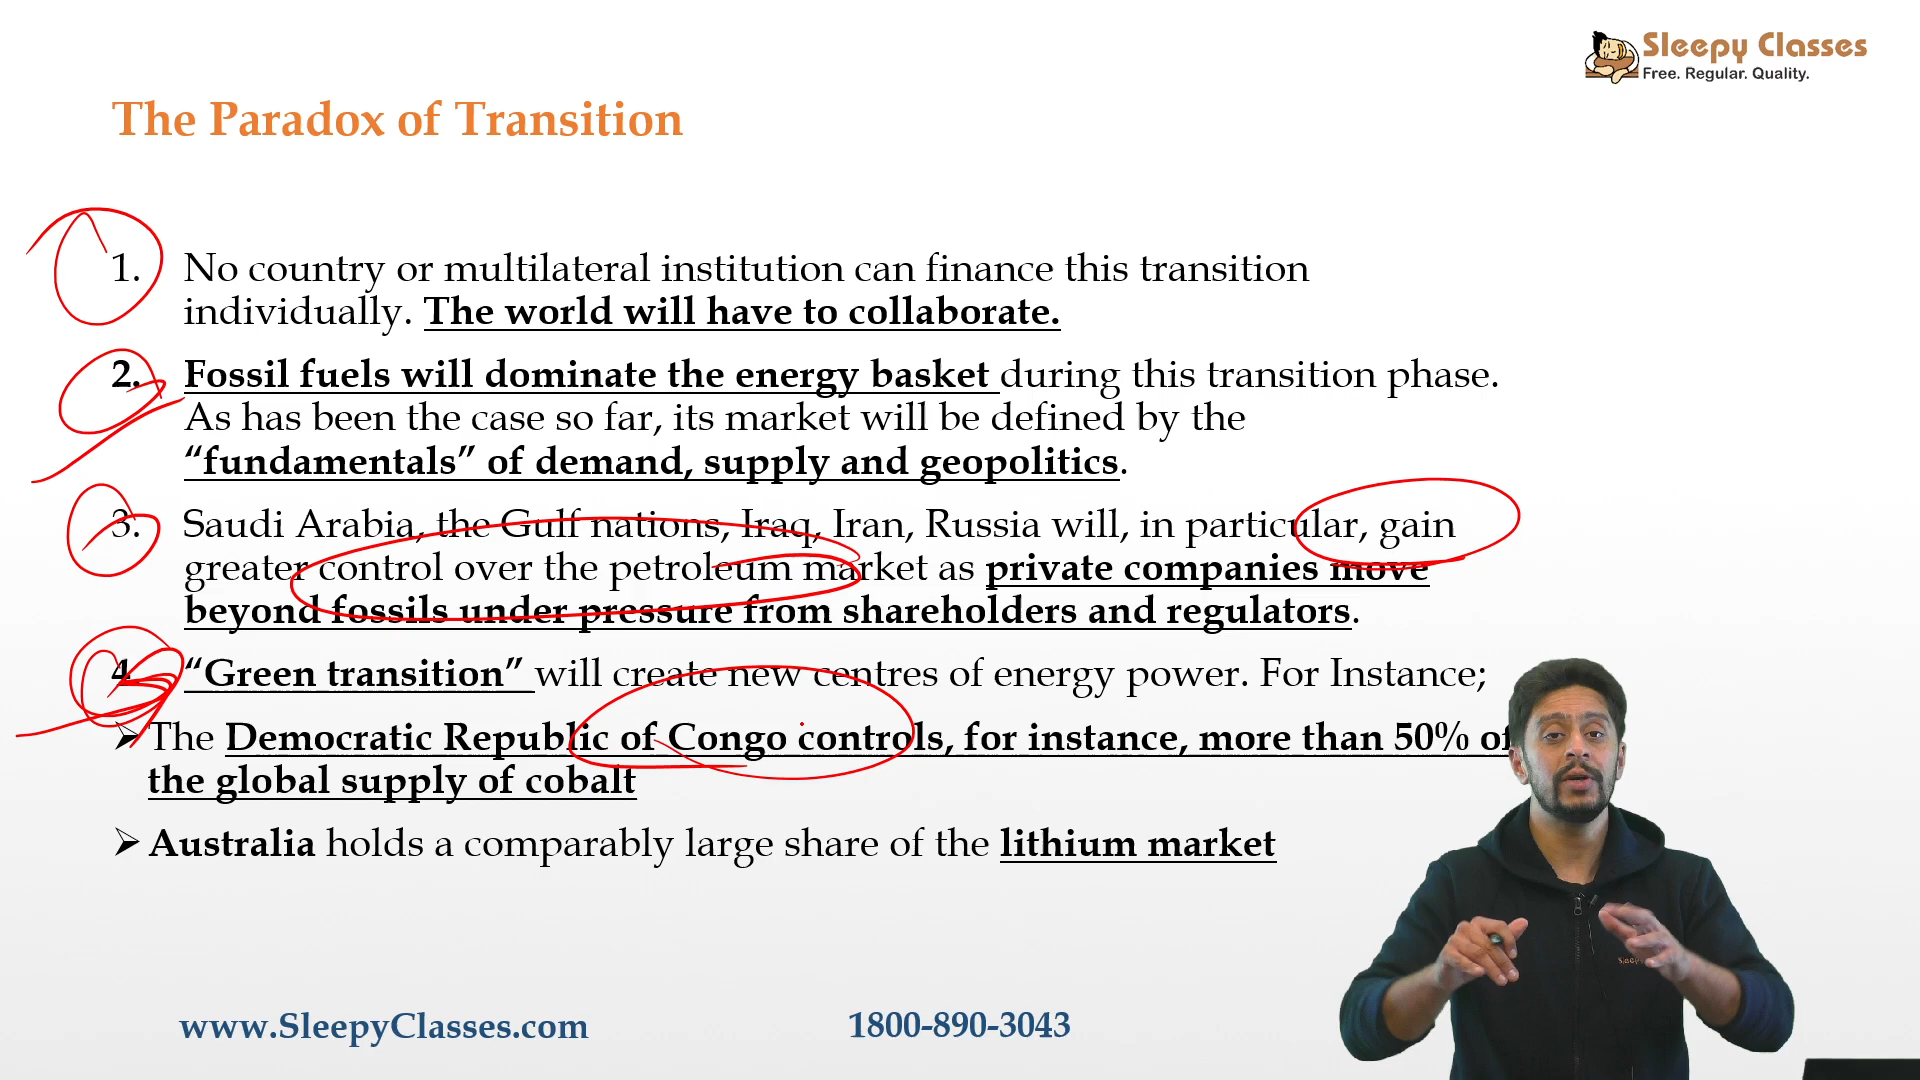 Sleepy Classes
Free. Regular. Quality.
The Paradox of Transition
1. No country or multilateral institution can finance this transition
individually. The world will have to collaborate.
2. Fossil fuels will dominate the energy basket during this transition phase.
As has been the case so far, its market will be defined by the
“fundamentals” of demand, supply and geopolitics.
3. Saudi Arabia, the Gulf nations, Iraq, Iran, Russia will, in particular, gain
greater control over the petroleum market as private companies move
beyond fossils under pressure from shareholders and regulators.
4. “Green transition” will create new centres of energy power. For Instance;
➢ The Democratic Republic of Congo controls, for instance, more than 50% of
the global supply of cobalt
➢ Australia holds a comparably large share of the lithium market
www.SleepyClasses.com
1800-890-3043